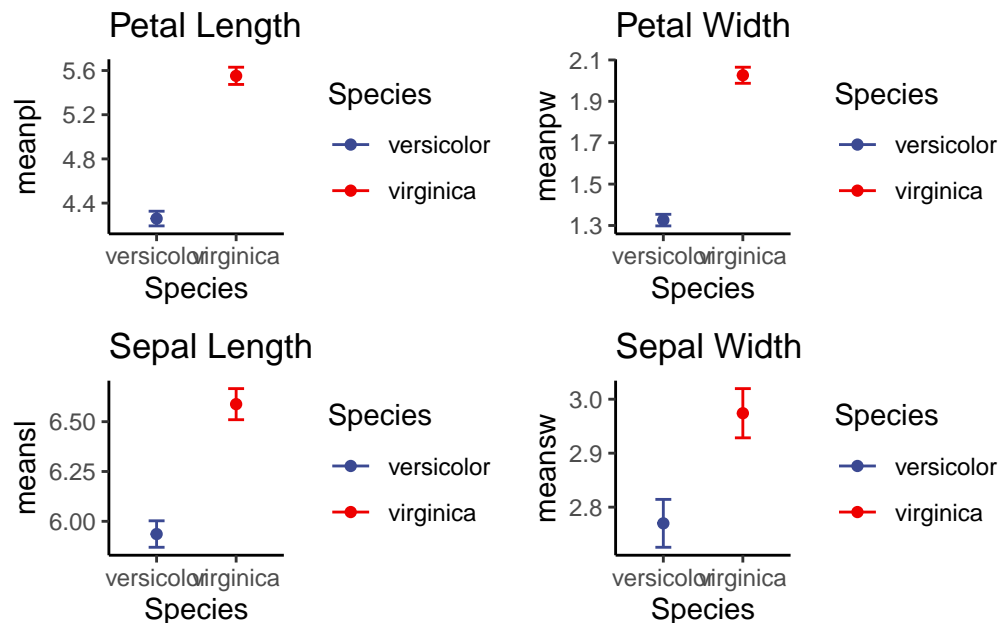 Petal Length
meanpl
5.6
5.2
4.8
4.4
versicolor virginica
Species
Species
versicolor
virginica
Petal Width
meanpw
2.1
1.9
1.7
1.5
1.3
versicolor virginica
Species
Species
versicolor
virginica
Sepal Length
meansl
6.50
6.25
6.00
versicolor virginica
Species
Species
versicolor
virginica
Sepal Width
meansw
3.0
2.9
2.8
versicolor virginica
Species
Species
versicolor
virginica